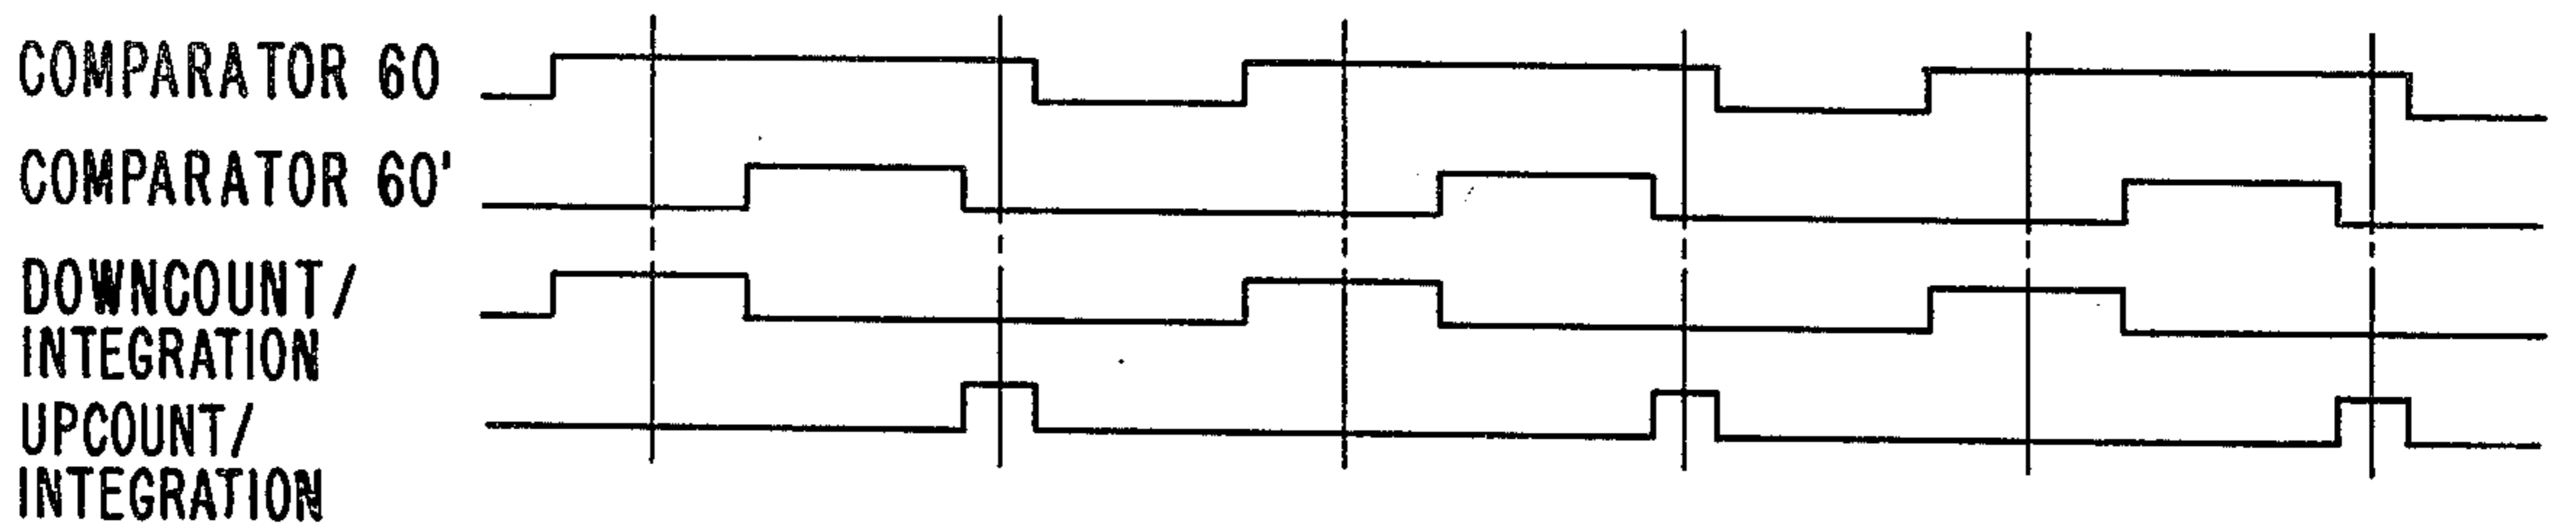 COMPARATOR 60
COMPARATOR 60'
DOWNCOUNT/
INTEGRATION
UPCOUNT/
INTEGRATION